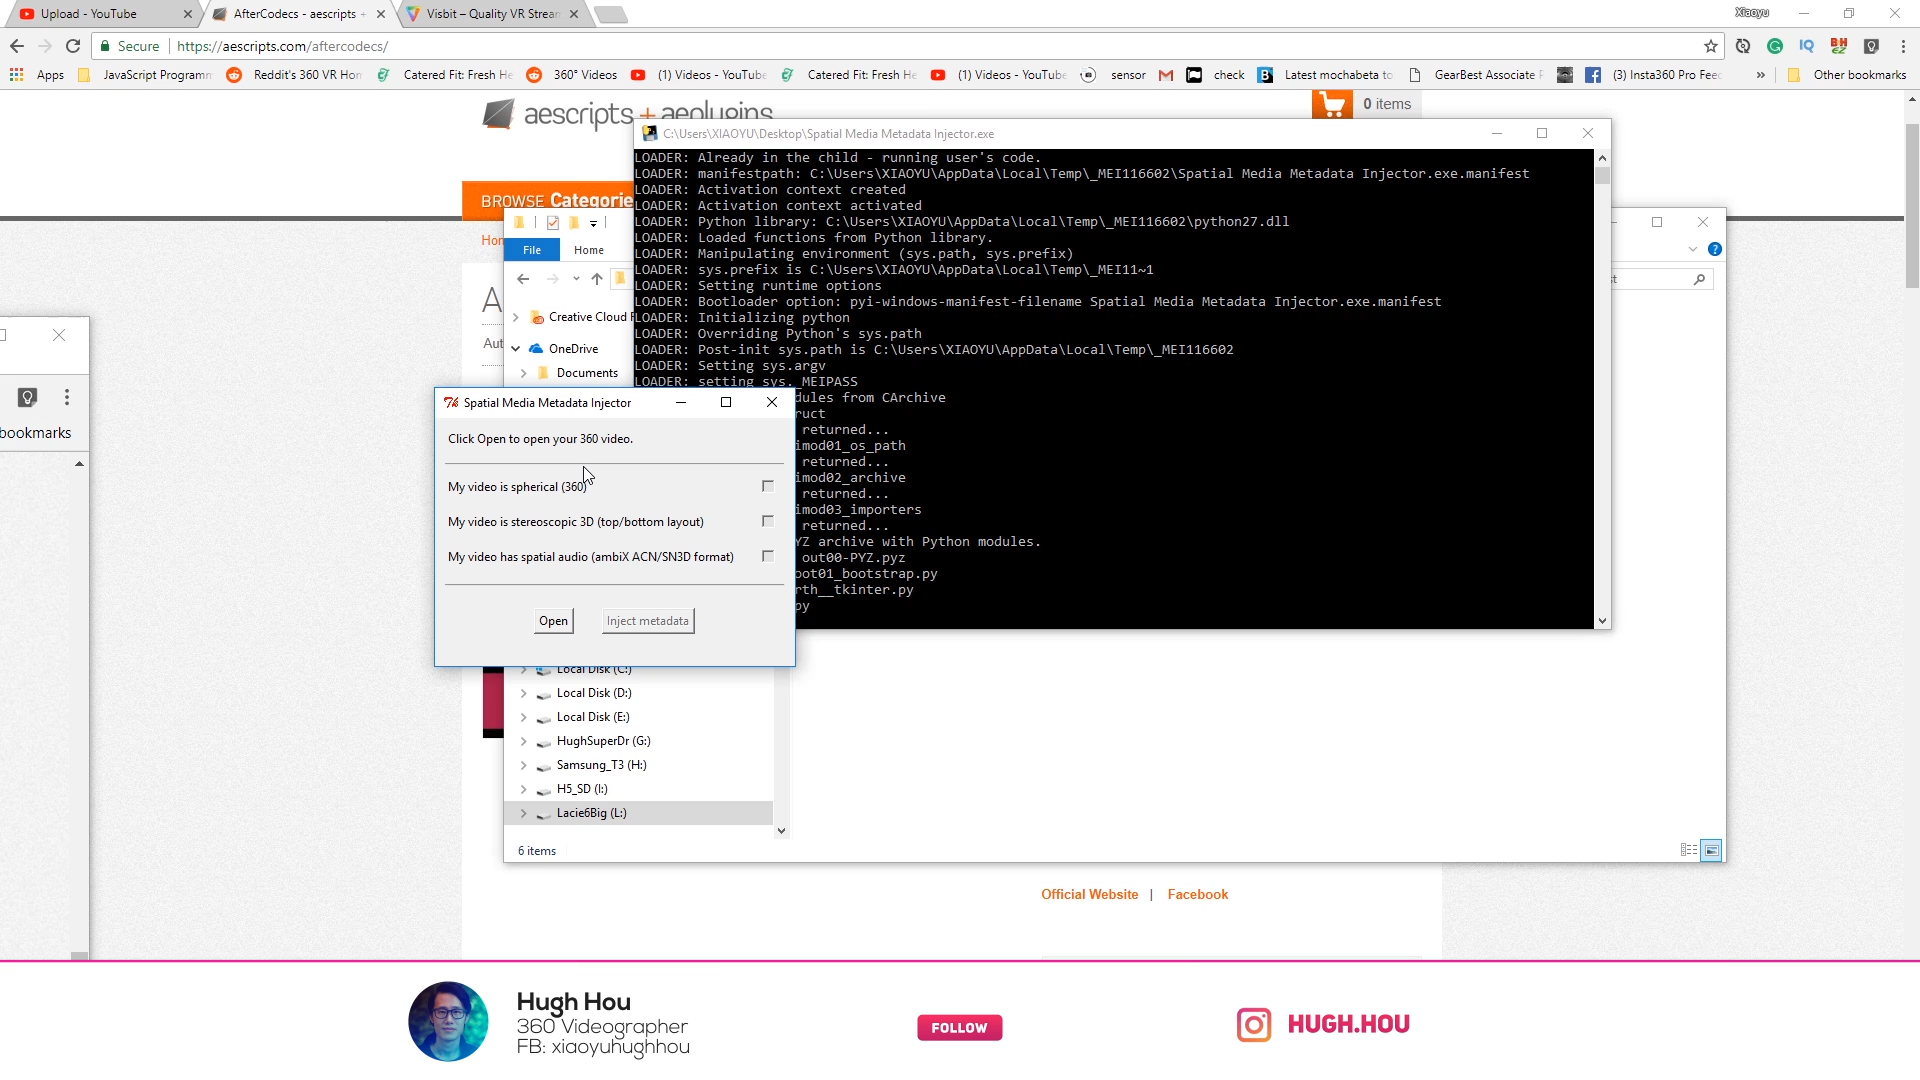 Upload - YouTube
AfterCodecs - aescripts +
Visbit – Quality VR Stream
Xiaoyu
Secure
https://aescripts.com/aftercodecs/
Apps
JavaScript Programm
Reddit's 360 VR Hom
Catered Fit: Fresh He
360° Videos
(1) Videos - YouTube
Catered Fit: Fresh He
(1) Videos - YouTube
sensor
check
Latest mochabeta to
GearBest Associate P
(3) Insta360 Pro Feed
»
Other bookmarks
aescripts + aeplugins
0 items
BROWSE Categorie
Hor
A
Aut
bookmarks
C:\Users\XIAOYU\Desktop\Spatial Media Metadata Injector.exe
LOADER: Already in the child - running user's code.
LOADER: manifestpath: C:\Users\XIAOYU\AppData\Local\Temp\_MEI116602\Spatial Media Metadata Injector.exe.manifest
LOADER: Activation context created
LOADER: Activation context activated
LOADER: Python library: C:\Users\XIAOYU\AppData\Local\Temp\_MEI116602\python27.dll
LOADER: Loaded functions from Python library.
LOADER: Manipulating environment (sys.path, sys.prefix)
LOADER: sys.prefix is C:\Users\XIAOYU\AppData\Local\Temp\_MEI11~1
LOADER: Setting runtime options
LOADER: Bootloader option: pyi-windows-manifest-filename Spatial Media Metadata Injector.exe.manifest
LOADER: Initializing python
LOADER: Overriding Python's sys.path
LOADER: Post-init sys.path is C:\Users\XIAOYU\AppData\Local\Temp\_MEI116602
LOADER: Setting sys.argv
LOADER: setting sys._MEIPASS
dules from CArchive
ruct
returned...
imod01_os_path
returned...
imod02_archive
returned...
imod03_importers
returned...
YZ archive with Python modules.
out00-PYZ.pyz
oot01_bootstrap.py
rth__tkinter.py
py
File
Home
st
Creative Cloud F
OneDrive
Documents
Spatial Media Metadata Injector
Click Open to open your 360 video.
My video is spherical (360)
My video is stereoscopic 3D (top/bottom layout)
My video has spatial audio (ambiX ACN/SN3D format)
Open
Inject metadata
Local Disk (C:)
Local Disk (D:)
Local Disk (E:)
HughSuperDr (G:)
Samsung_T3 (H:)
H5_SD (I:)
Lacie6Big (L:)
6 items
Official Website | Facebook
Hugh Hou
360 Videographer
FB: xiaoyuhughhou
FOLLOW
HUGH.HOU